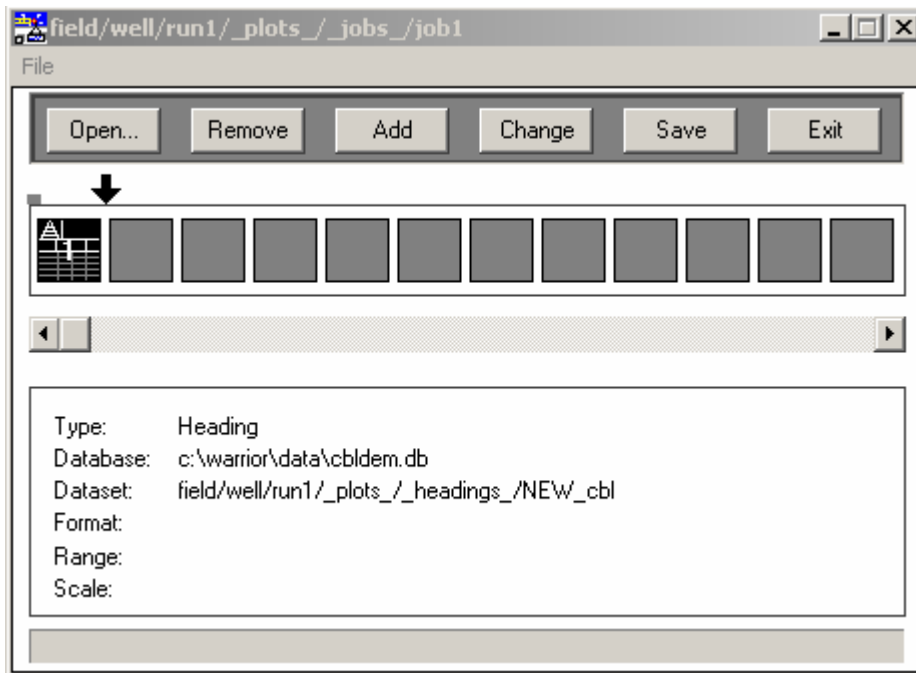 field/well/run1/_plots_/_jobs_/job1
File
Open... Remove Add Change Save Exit
A
1
Type: Heading
Database: c:\warrior\data\cbldem.db
Dataset: field/well/run1/_plots_/_headings_/NEW_cbl
Format:
Range:
Scale: